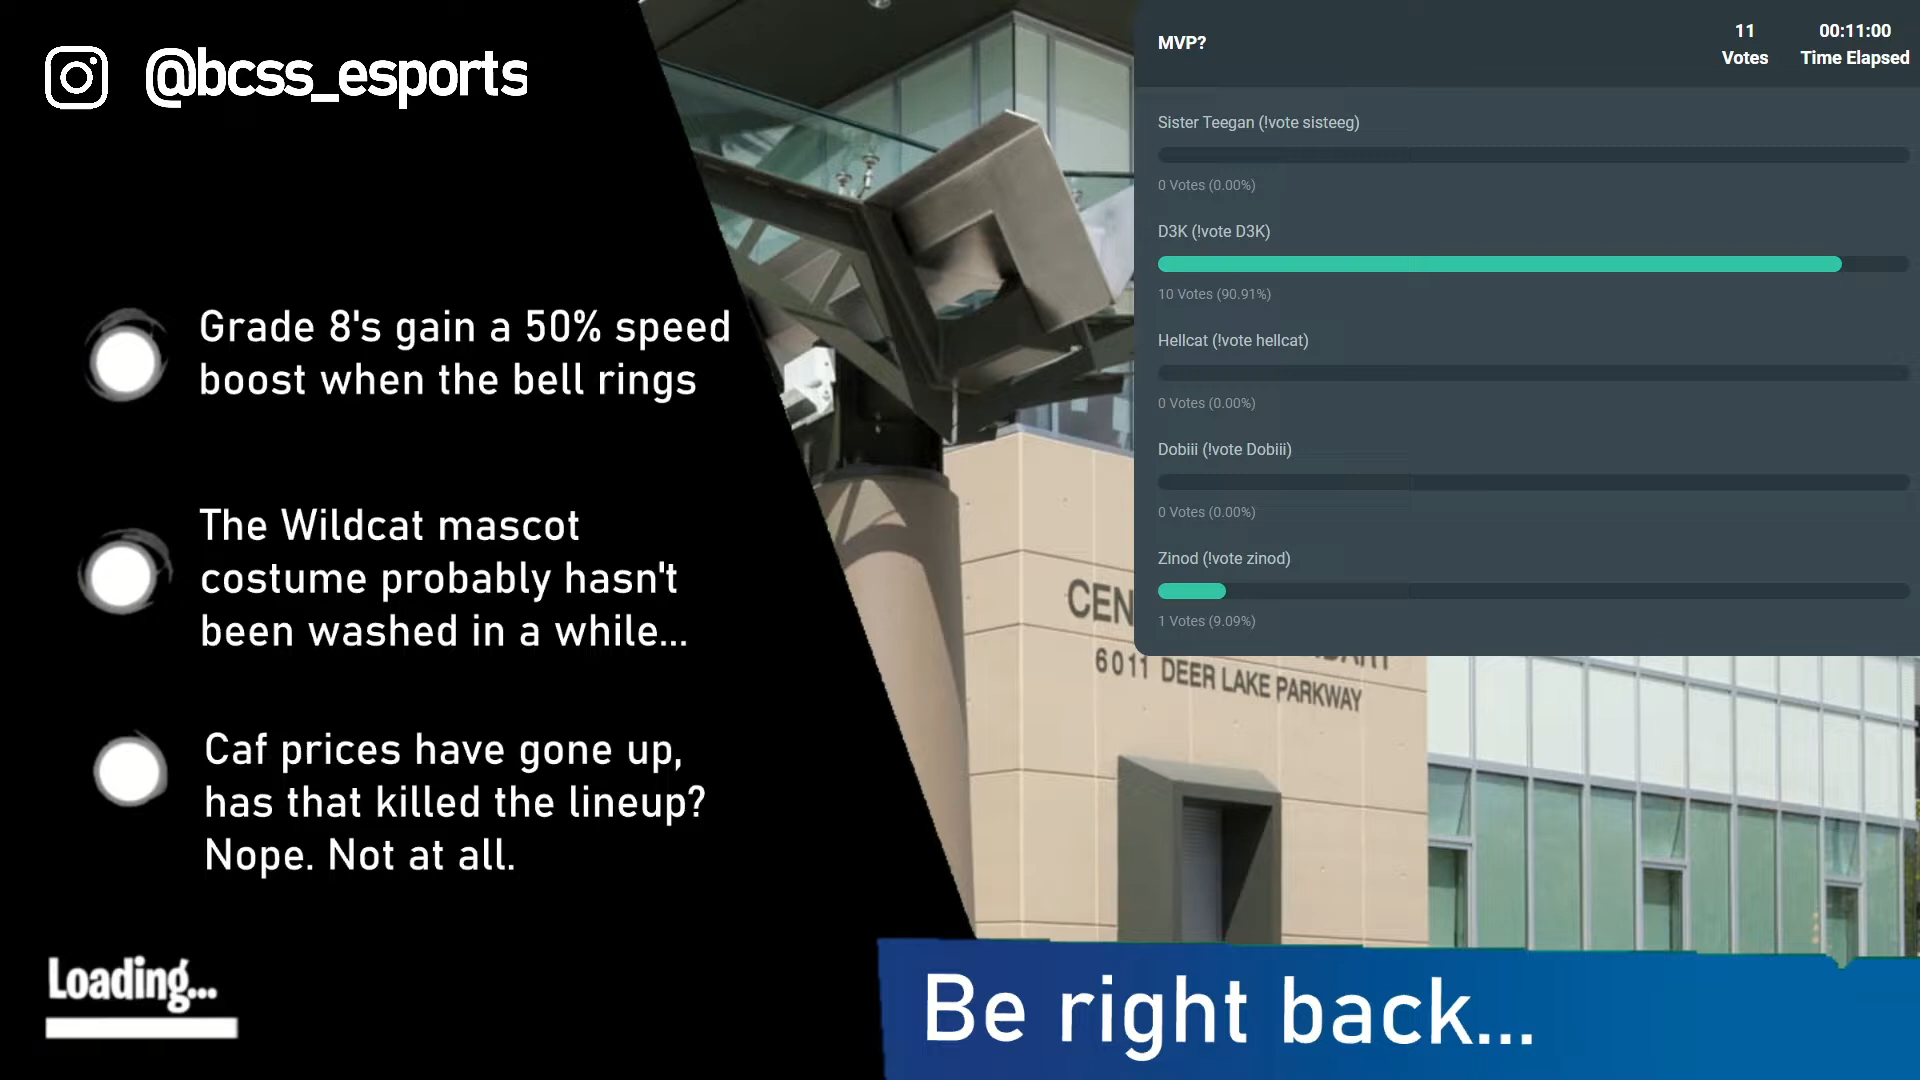 @bcss_esports
Grade 8's gain a 50% speed
boost when the bell rings
The Wildcat mascot
costume probably hasn't
been washed in a while...
Caf prices have gone up,
has that killed the lineup?
Nope. Not at all.
Loading...
MVP?
11
Votes
00:11:00
Time Elapsed
Sister Teegan (!vote sisteeg)
0 Votes (0.00%)
D3K (!vote D3K)
10 Votes (90.91%)
Hellcat (!vote hellcat)
0 Votes (0.00%)
Dobiii (!vote Dobiii)
0 Votes (0.00%)
Zinod (!vote zinod)
1 Votes (9.09%)
6011 DEER LAKE PARKWAY
Be right back...